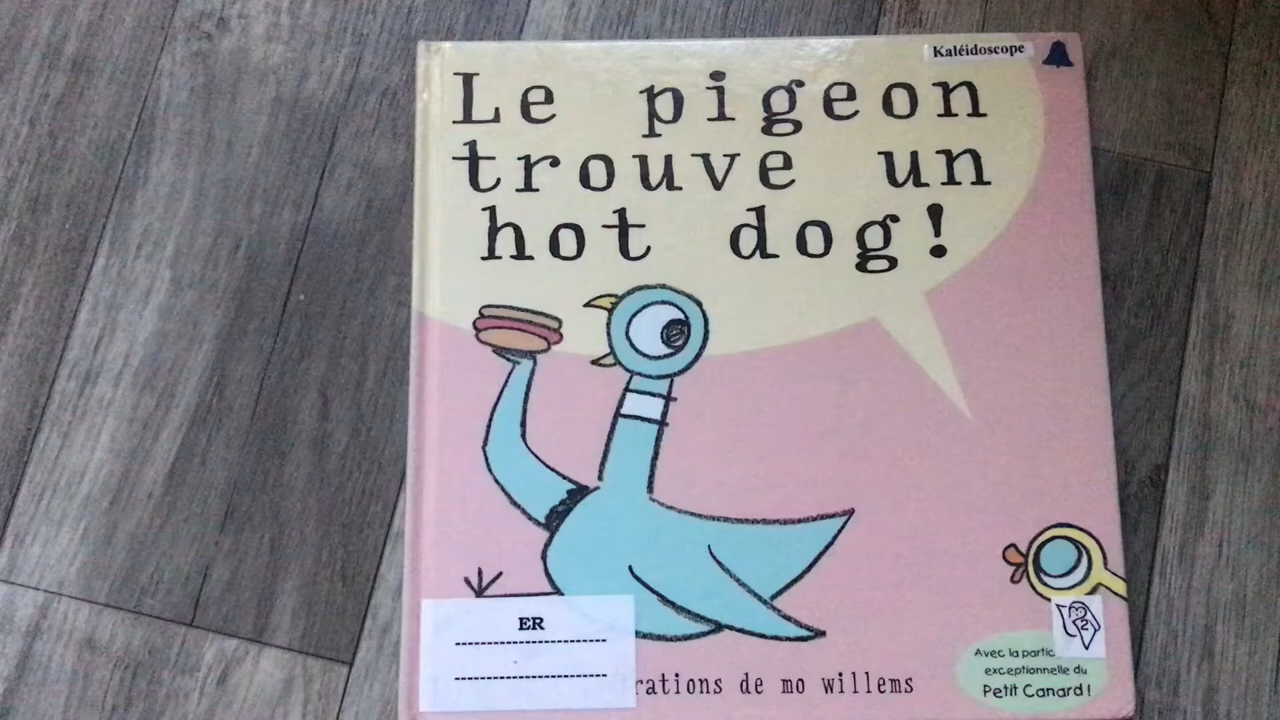 Kaléidoscope
Le pigeon
trouve un
hot dog!
ER
rations de mo willems
Avec la partic
exceptionnelle du
Petit Canard!
2